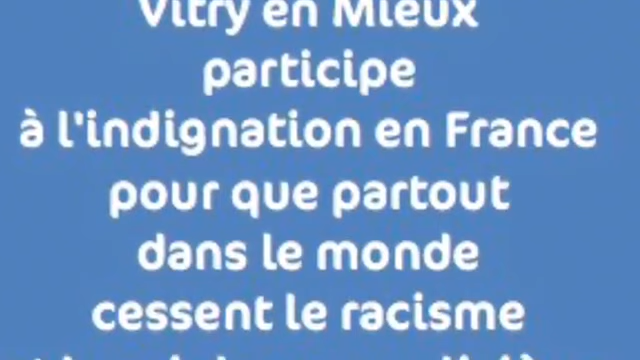 Vitry en Mieux
participe
à l'indignation en France
pour que partout
dans le monde
cessent le racisme